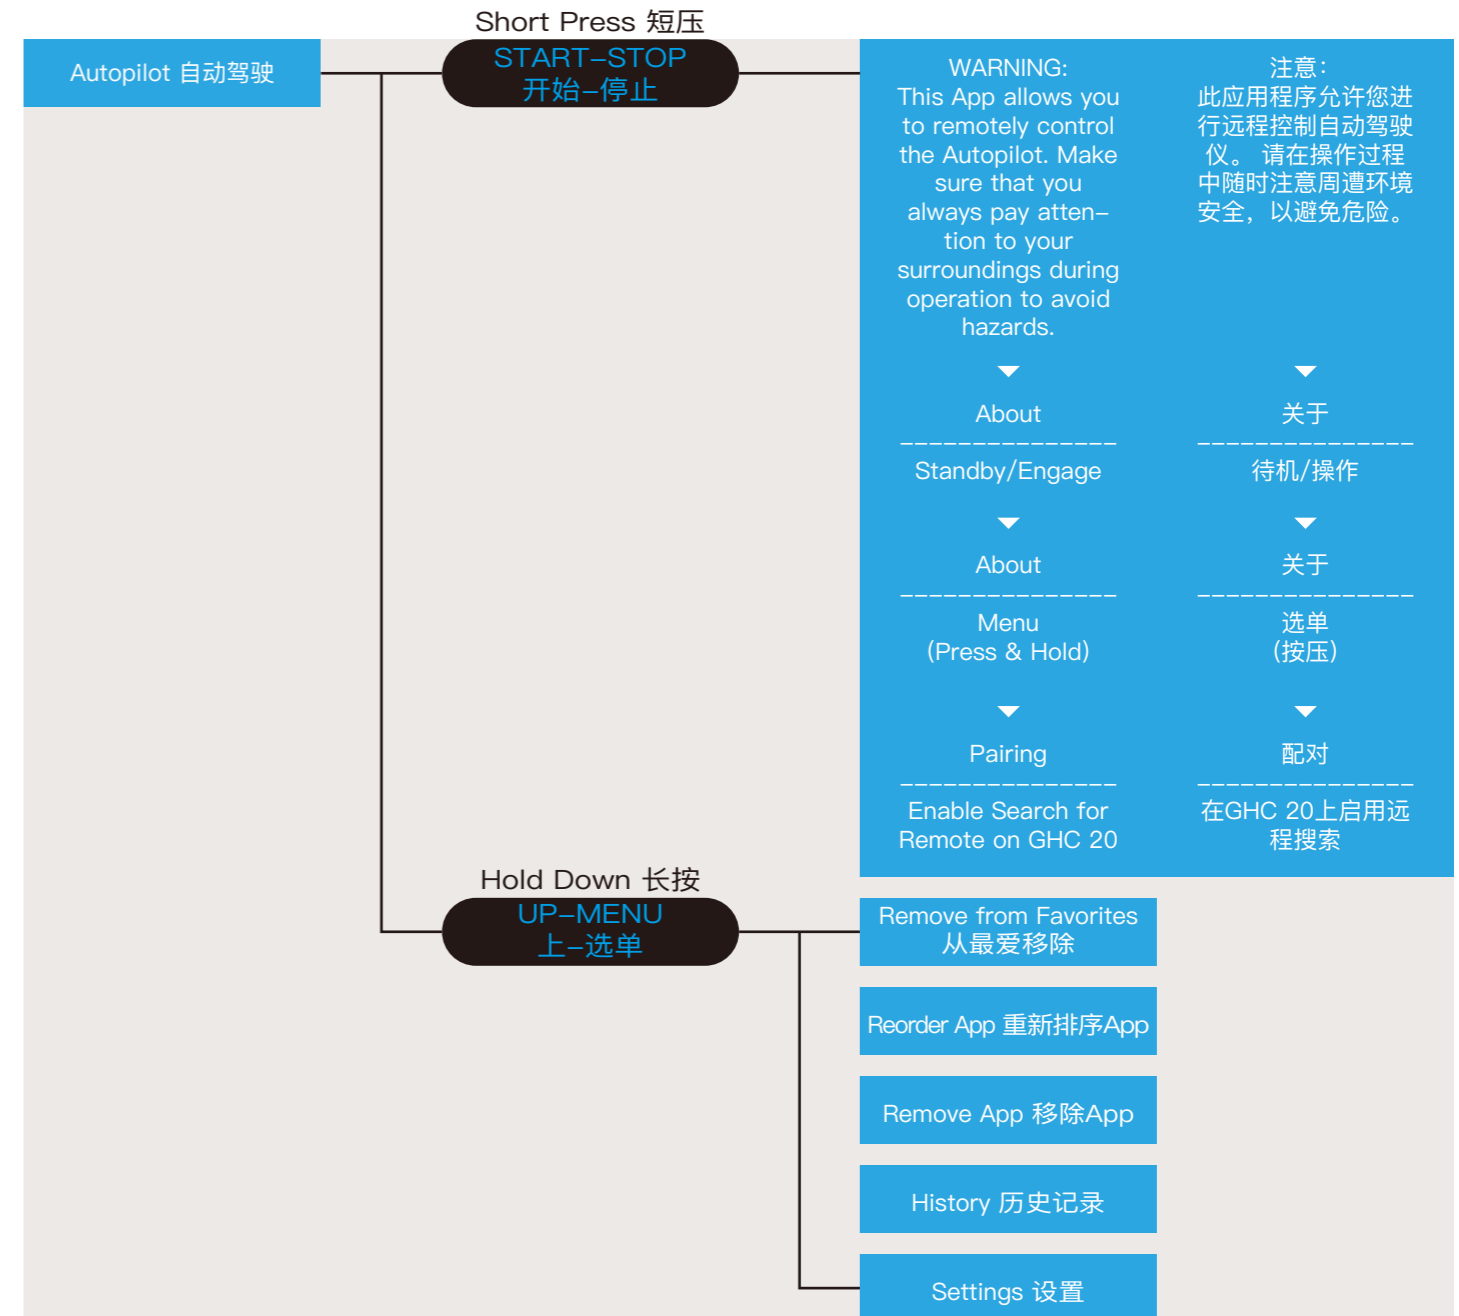 Short Press 短压
Autopilot 自动驾驶
START-STOP
开始-停止
WARNING:
This App allows you
to remotely control
the Autopilot. Make
sure that you
always pay atten-
tion to your
surroundings during
operation to avoid
hazards.
注意：
此应用程序允许您进
行远程控制自动驾驶
仪。 请在操作过程
中随时注意周遭环境
安全，以避免危险。
About
关于
Standby/Engage
待机/操作
About
关于
Menu
(Press & Hold)
选单
(按压)
Pairing
配对
Enable Search for
Remote on GHC 20
在GHC 20上启用远
程搜索
Hold Down 长按
UP-MENU
上-选单
Remove from Favorites
从最爱移除
Reorder App 重新排序App
Remove App 移除App
History 历史记录
Settings 设置